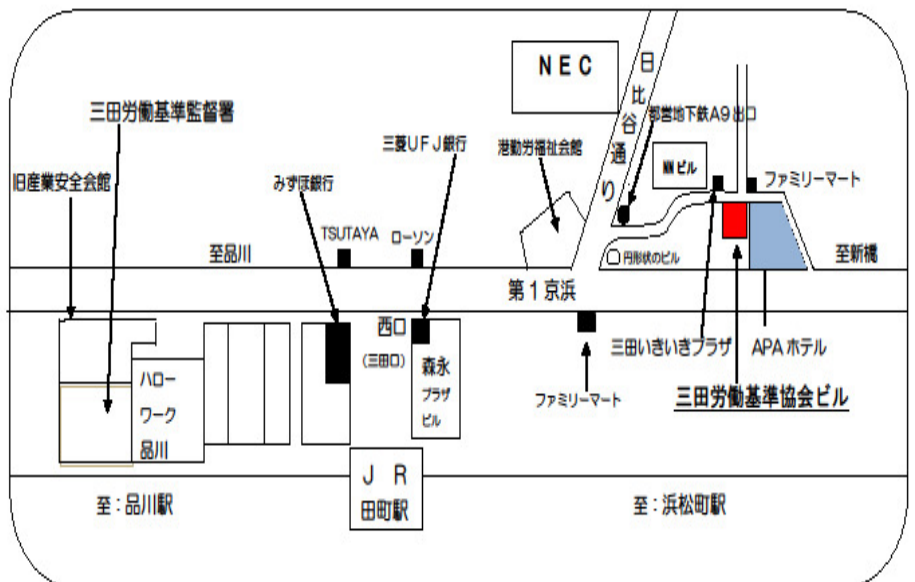 NEC
日比谷通り
三田労働基準監督署
都営地下鉄A9出口
三菱UFJ銀行
港勤労福祉会館
NNビル
旧産業安全会館
みずほ銀行
ファミリーマート
TSUTAYA
ローソン
至品川
円形状のビル
至新橋
第1京浜
西口
(三田口)
三田いきいきプラザ
APAホテル
森永
プラザ
ビル
ハロー
ワーク
品川
ファミリーマート
三田労働基準協会ビル
JR
田町駅
至:品川駅
至:浜松町駅